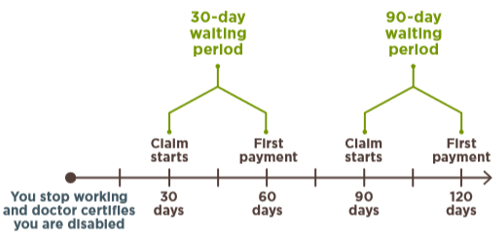 30-day
waiting
period
90-day
waiting
period
Claim
starts
First
payment
Claim
starts
First
payment
You stop working
and doctor certifies
you are disabled
30
days
60
days
90
days
120
days